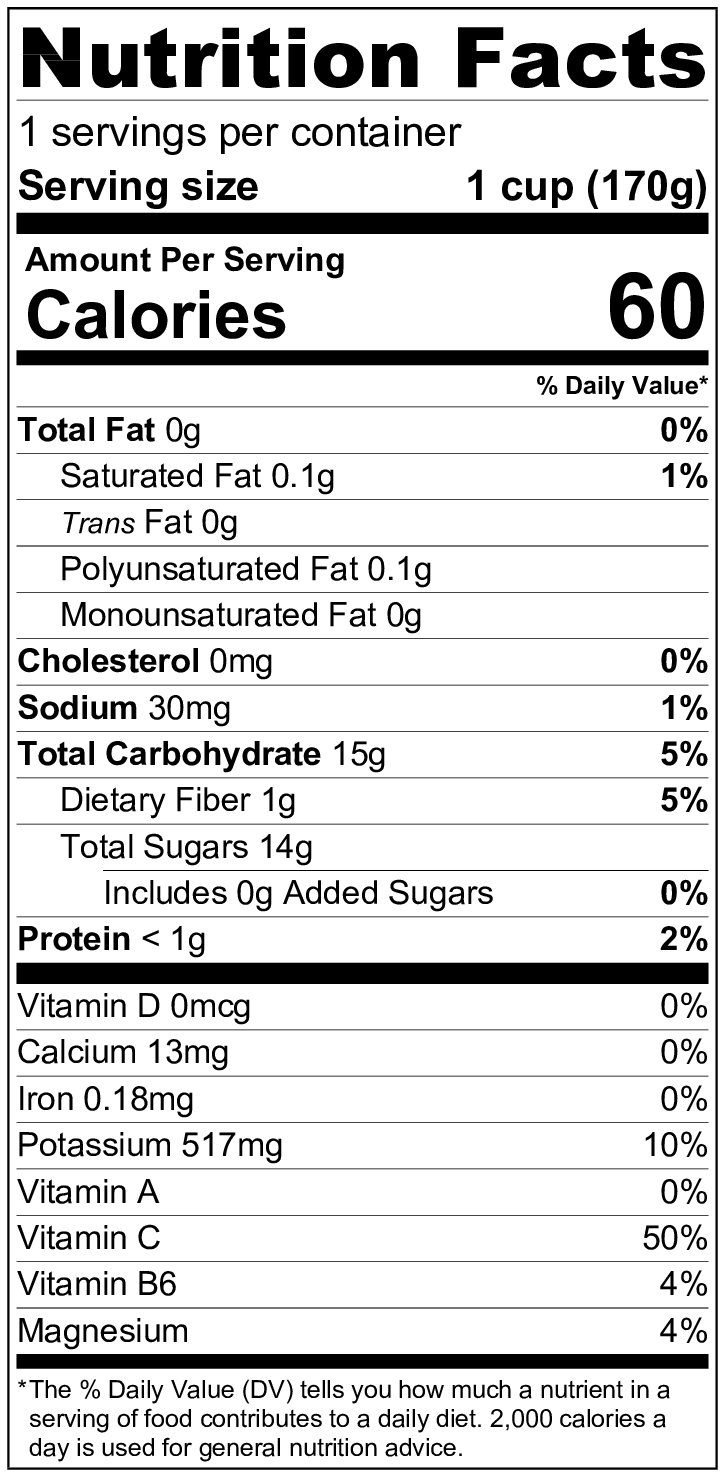 Nutrition Facts
1 servings per container
Serving size 1 cup (170g)
Amount Per Serving
Calories 60
% Daily Value*
Total Fat 0g 0%
Saturated Fat 0.1g 1%
Trans Fat 0g
Polyunsaturated Fat 0.1g
Monounsaturated Fat 0g
Cholesterol 0mg 0%
Sodium 30mg 1%
Total Carbohydrate 15g 5%
Dietary Fiber 1g 5%
Total Sugars 14g
Includes 0g Added Sugars 0%
Protein < 1g 2%
Vitamin D 0mcg 0%
Calcium 13mg 0%
Iron 0.18mg 0%
Potassium 517mg 10%
Vitamin A 0%
Vitamin C 50%
Vitamin B6 4%
Magnesium 4%
*The % Daily Value (DV) tells you how much a nutrient in a
serving of food contributes to a daily diet. 2,000 calories a
day is used for general nutrition advice.